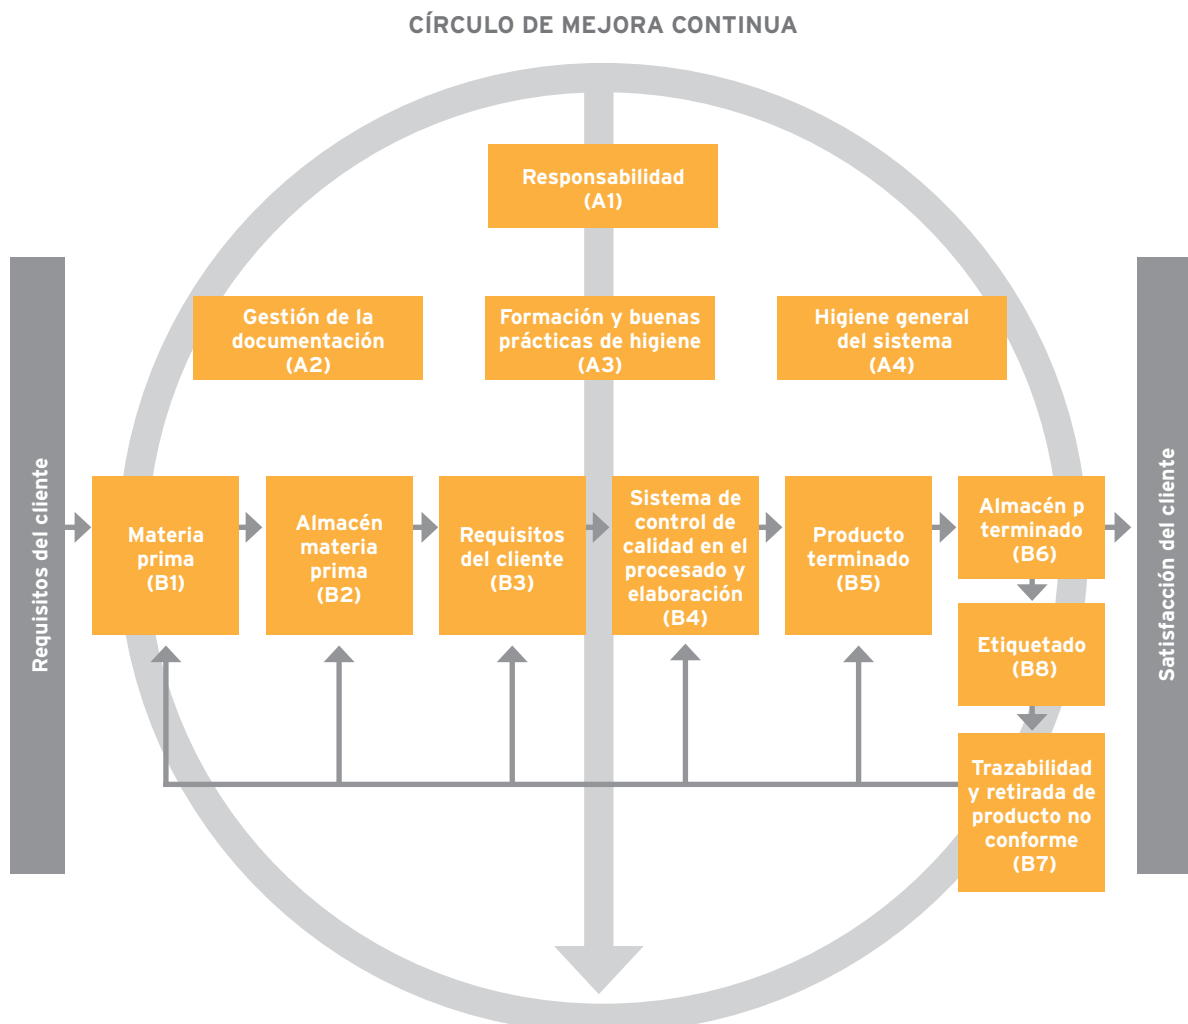 CÍRCULO DE MEJORA CONTINUA
Responsabilidad
(A1)
Gestión de la
documentación
(A2)
Formación y buenas
prácticas de higiene
(A3)
Higiene general
del sistema
(A4)
Requisitos del cliente
Materia
prima
(B1)
Almacén
materia
prima
(B2)
Requisitos
del cliente
(B3)
Sistema de
control de
calidad en el
procesado y
elaboración
(B4)
Producto
terminado
(B5)
Almacén p
terminado
(B6)
Etiquetado
(B8)
Trazabilidad
y retirada de
producto no
conforme
(B7)
Satisfacción del cliente